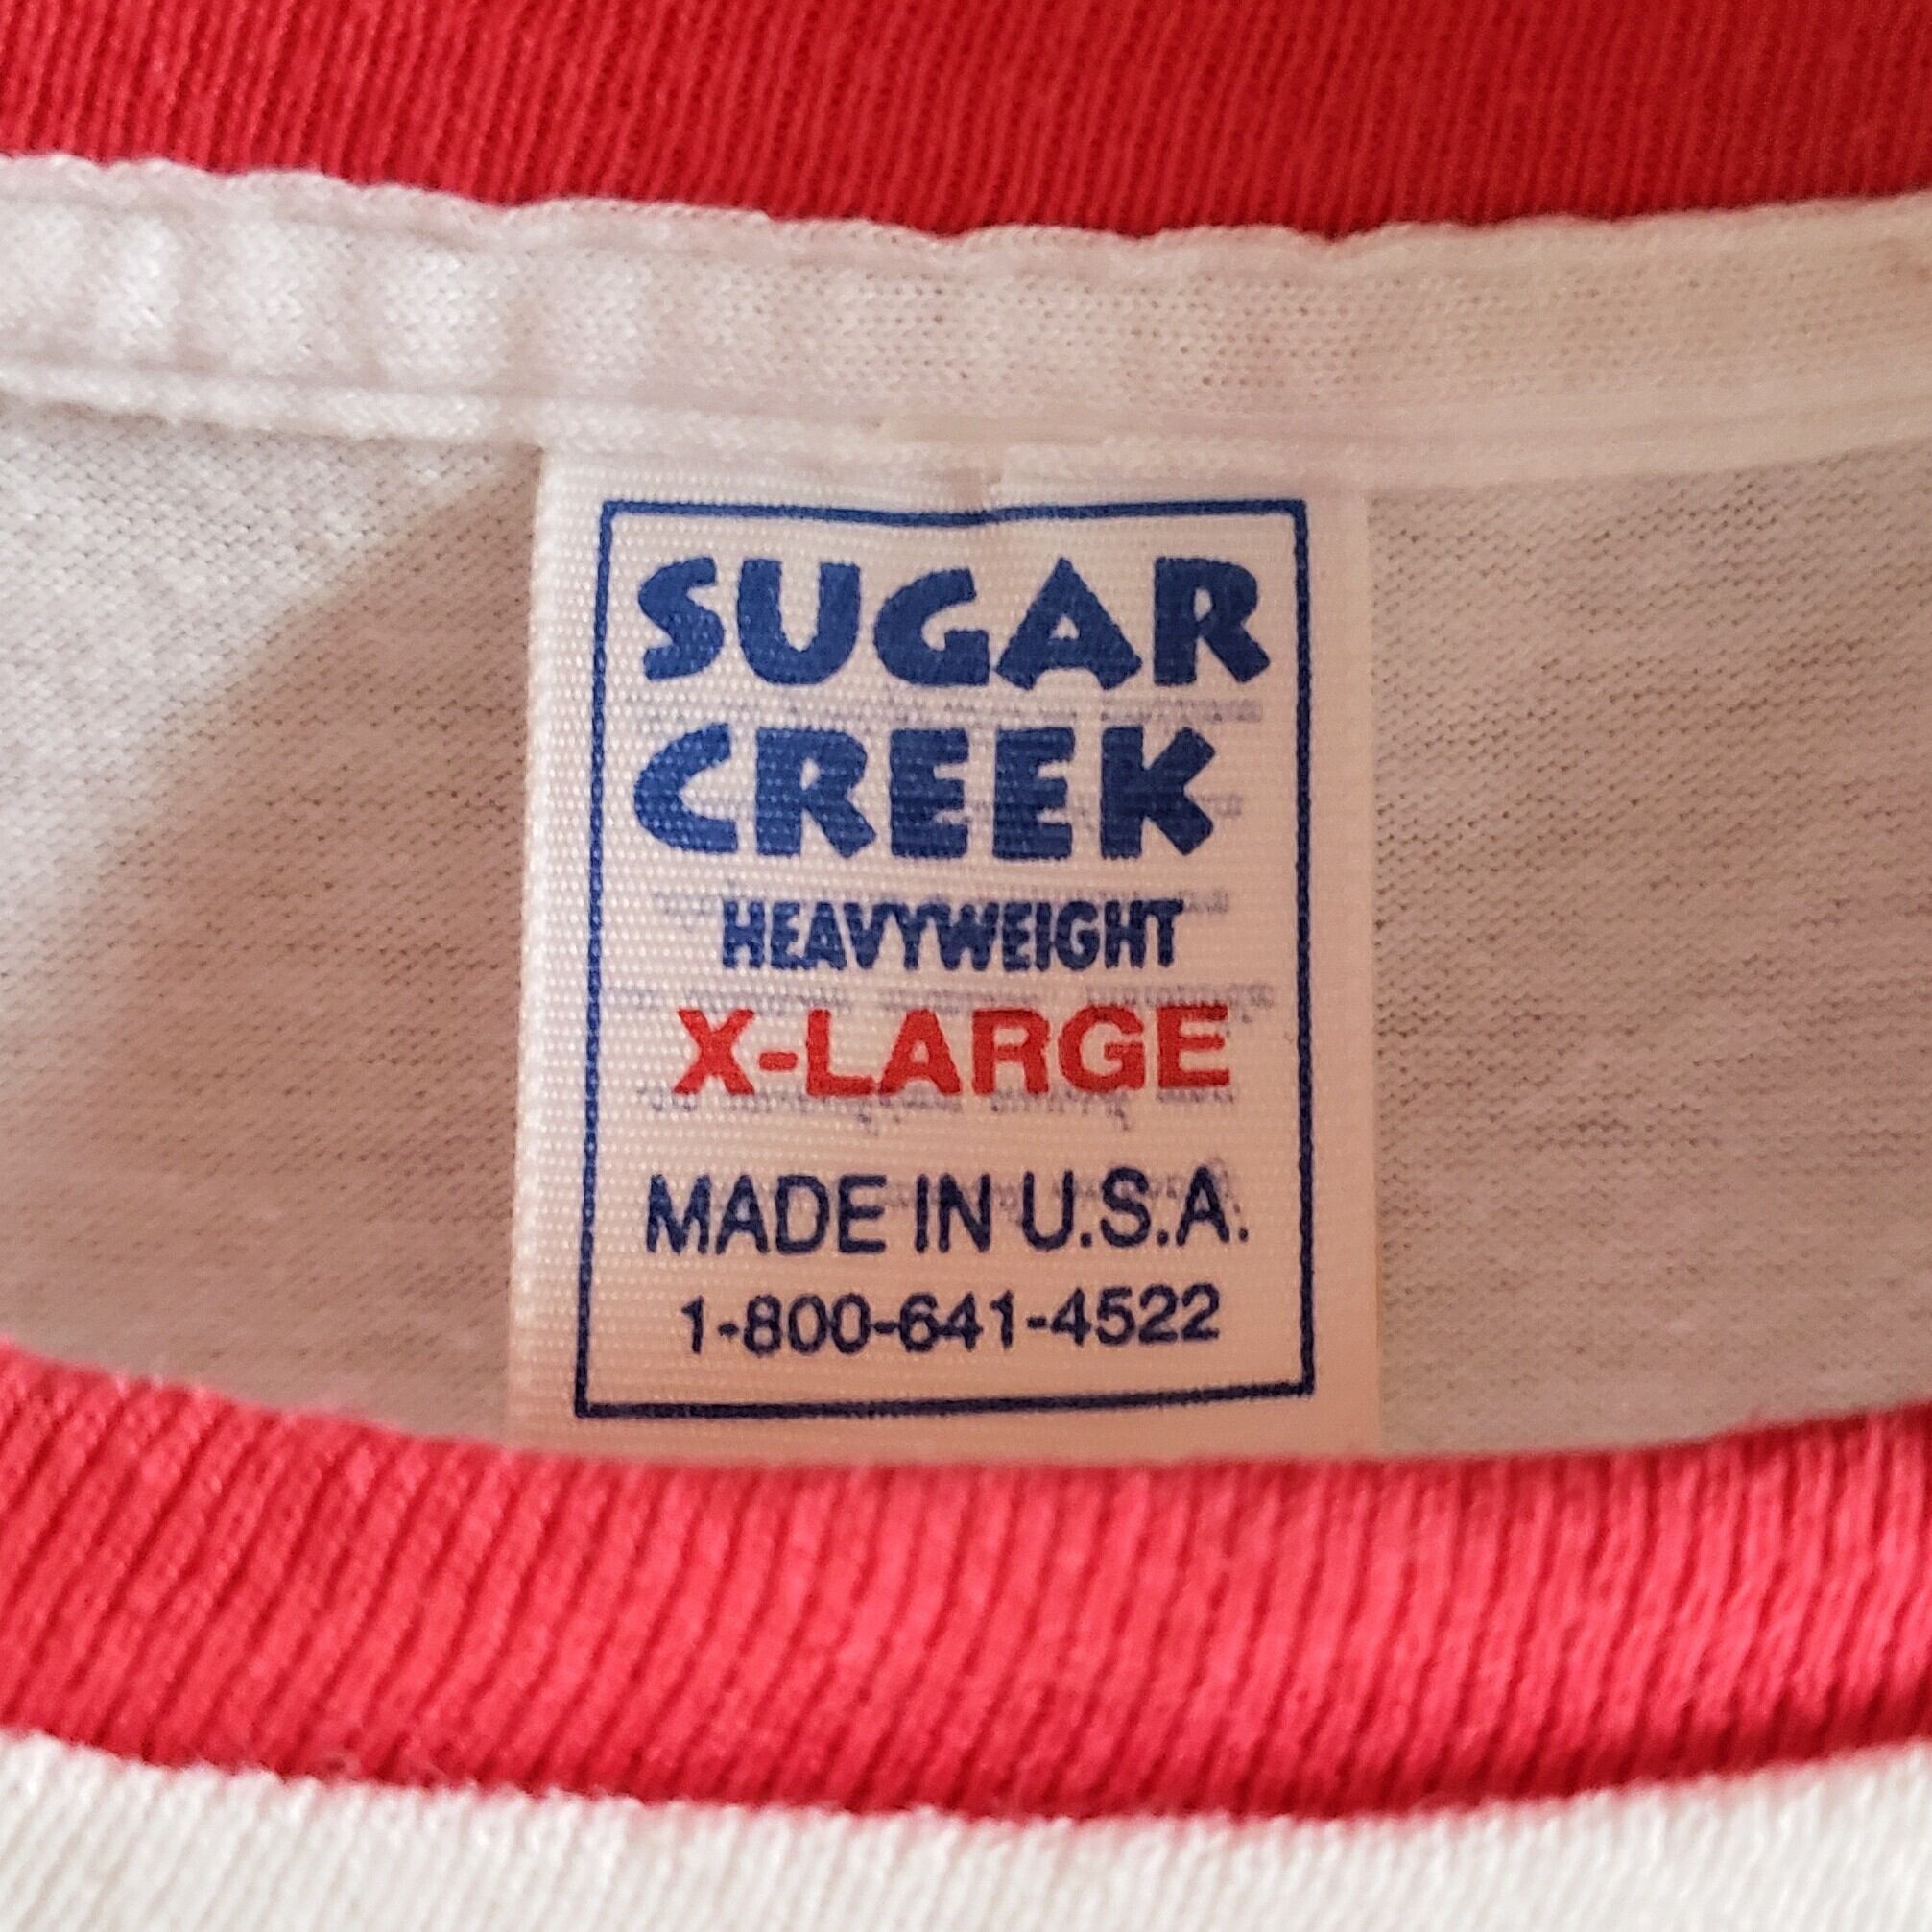 SUGAR
CREEK
HEAVYWEIGHT
X-LARGE
MADE IN U.S.A.
1-800-641-4522